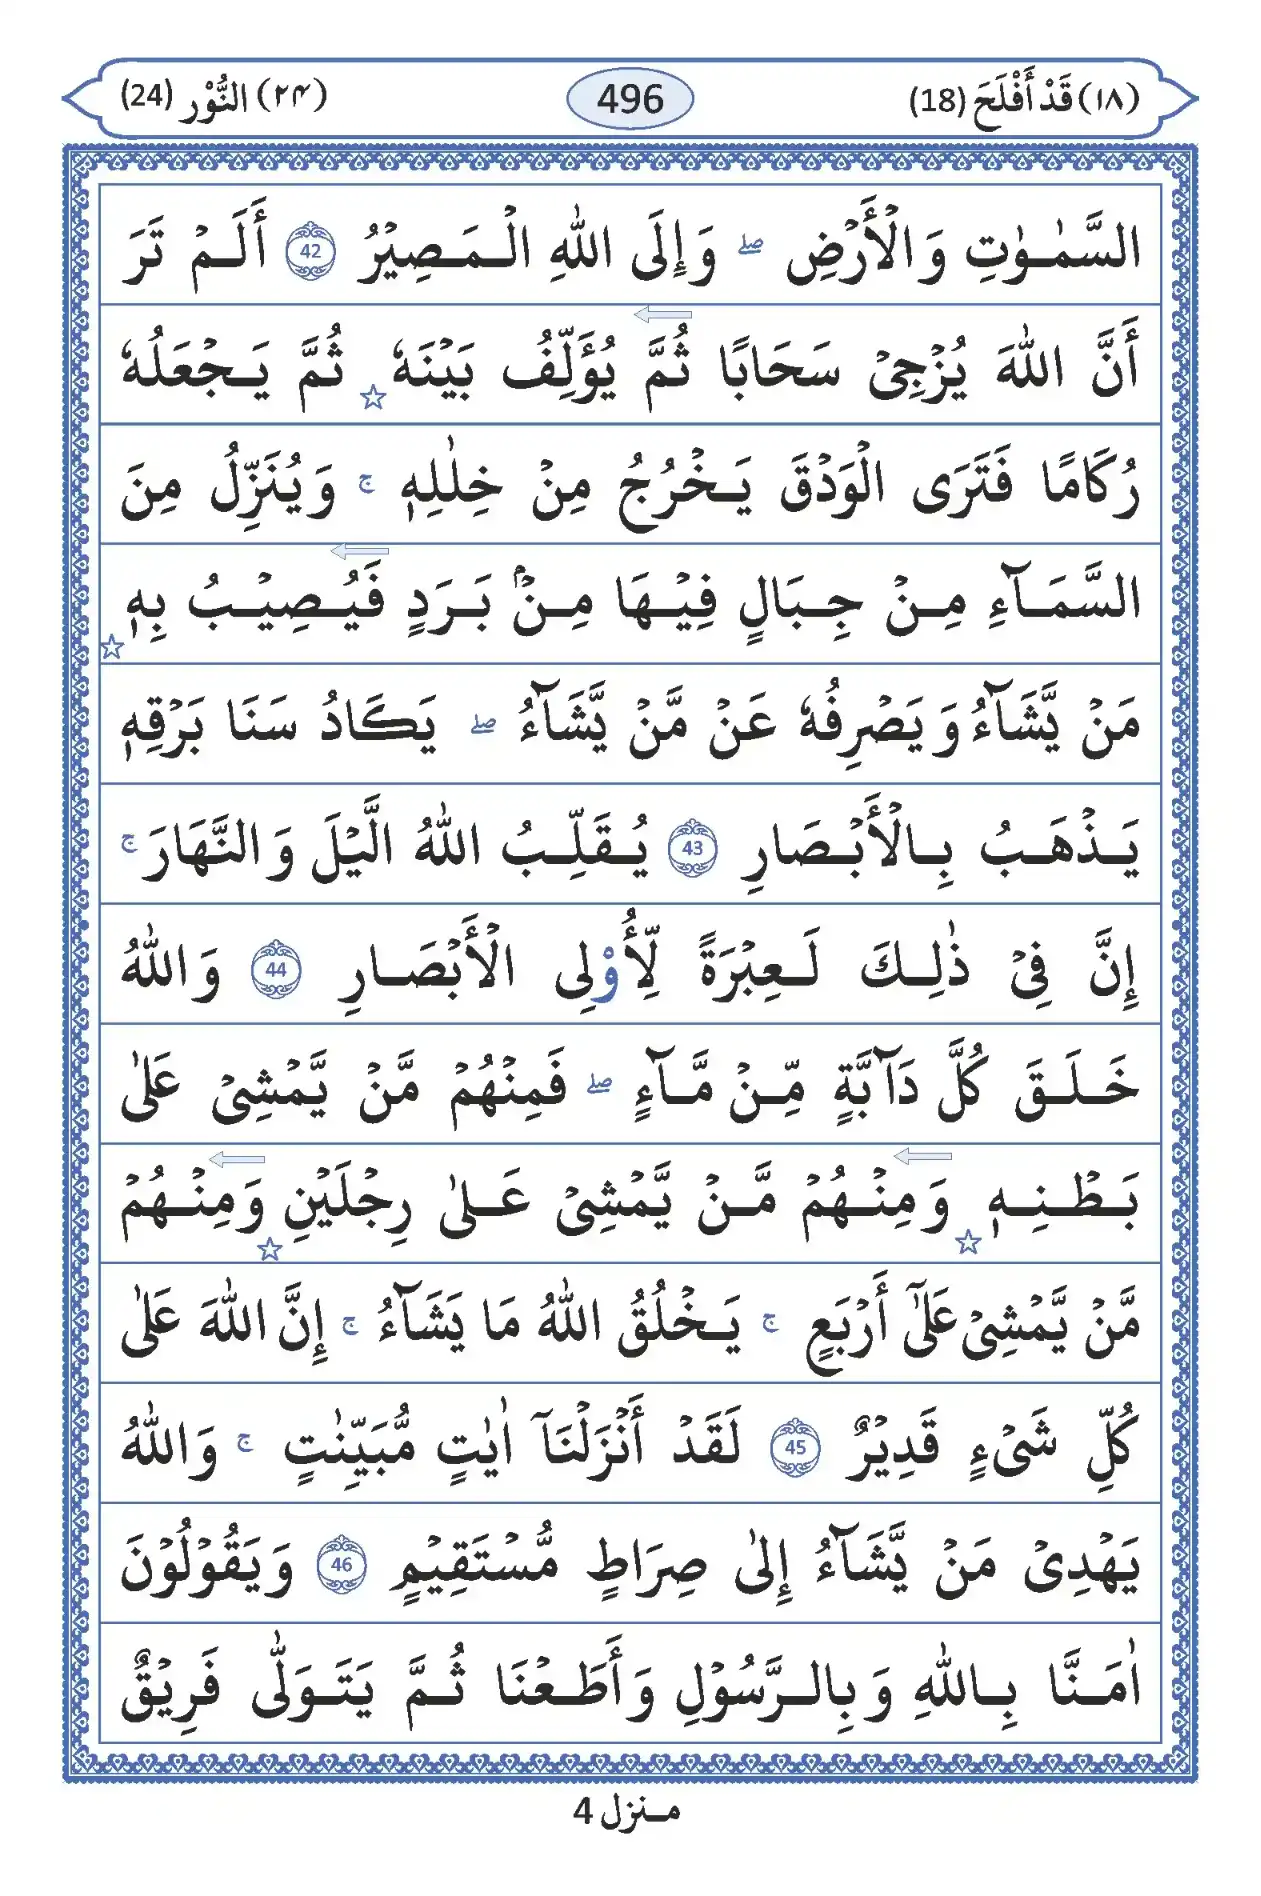 (١٨) قَدْ أَفْلَحَ (18) 496 (٢٤) النُّوْر (24)
السَّمٰوٰتِ وَالْأَرْضِ ۖ وَإِلَى اللّٰهِ الْمَصِيْرُ 42 أَلَمْ تَرَ
أَنَّ اللّٰهَ يُزْجِيْ سَحَابًا ثُمَّ يُؤَلِّفُ بَيْنَهٗ ☆ ثُمَّ يَجْعَلُهٗ
رُكَامًا فَتَرَى الْوَدْقَ يَخْرُجُ مِنْ خِلٰلِهٖ ۚ وَيُنَزِّلُ مِنَ
السَّمَآءِ مِنْ جِبَالٍ فِيْهَا مِنْۢ بَرَدٍ فَيُصِيْبُ بِهٖ ☆
مَنْ يَّشَآءُ وَيَصْرِفُهٗ عَنْ مَّنْ يَّشَآءُ ۖ يَكَادُ سَنَا بَرْقِهٖ
يَذْهَبُ بِالْأَبْصَارِ 43 يُقَلِّبُ اللّٰهُ الَّيْلَ وَالنَّهَارَ ۚ
إِنَّ فِيْ ذٰلِكَ لَعِبْرَةً لِّأُوْلِى الْأَبْصَارِ 44 وَاللّٰهُ
خَلَقَ كُلَّ دَآبَّةٍ مِّنْ مَّآءٍ ۖ فَمِنْهُمْ مَّنْ يَّمْشِيْ عَلٰى
بَطْنِهٖ ☆ وَمِنْهُمْ مَّنْ يَّمْشِيْ عَلٰى رِجْلَيْنِ ☆ وَمِنْهُمْ
مَّنْ يَّمْشِيْ عَلٰٓى أَرْبَعٍ ۚ يَخْلُقُ اللّٰهُ مَا يَشَآءُ ۚ إِنَّ اللّٰهَ عَلٰى
كُلِّ شَيْءٍ قَدِيْرٌ 45 لَقَدْ أَنْزَلْنَآ اٰيٰتٍ مُّبَيِّنٰتٍ ۚ وَاللّٰهُ
يَهْدِيْ مَنْ يَّشَآءُ إِلٰى صِرَاطٍ مُّسْتَقِيْمٍ 46 وَيَقُوْلُوْنَ
اٰمَنَّا بِاللّٰهِ وَبِالرَّسُوْلِ وَأَطَعْنَا ثُمَّ يَتَوَلّٰى فَرِيْقٌ
منزل 4